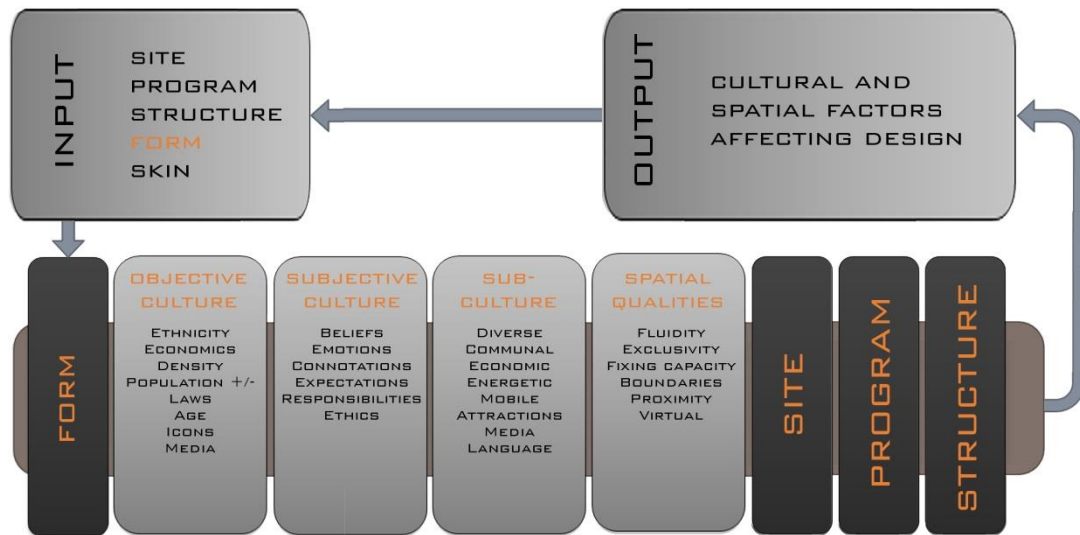 INPUT
SITE
PROGRAM
STRUCTURE
FORM
SKIN
OUTPUT
CULTURAL AND
SPATIAL FACTORS
AFFECTING DESIGN
FORM
OBJECTIVE
CULTURE
ETHNICITY
ECONOMICS
DENSITY
POPULATION +/-
LAWS
AGE
ICONS
MEDIA
SUBJECTIVE
CULTURE
BELIEFS
EMOTIONS
CONNOTATIONS
EXPECTATIONS
RESPONSIBILITIES
ETHICS
SUB-
CULTURE
DIVERSE
COMMUNAL
ECONOMIC
ENERGETIC
MOBILE
ATTRACTIONS
MEDIA
LANGUAGE
SPATIAL
QUALITIES
FLUIDITY
EXCLUSIVITY
FIXING CAPACITY
BOUNDARIES
PROXIMITY
VIRTUAL
SITE
PROGRAM
STRUCTURE